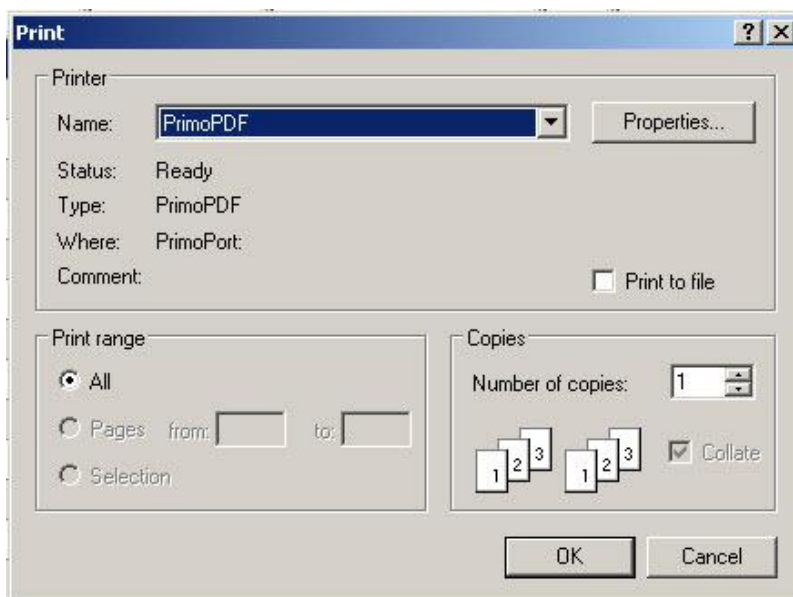 Print
Printer
Name: PrimoPDF Properties...
Status: Ready
Type: PrimoPDF
Where: PrimoPort:
Comment:
Print to file
Print range
All
Pages from: to:
Selection
Copies
Number of copies: 1
1 2 3 1 2 3
Collate
OK Cancel